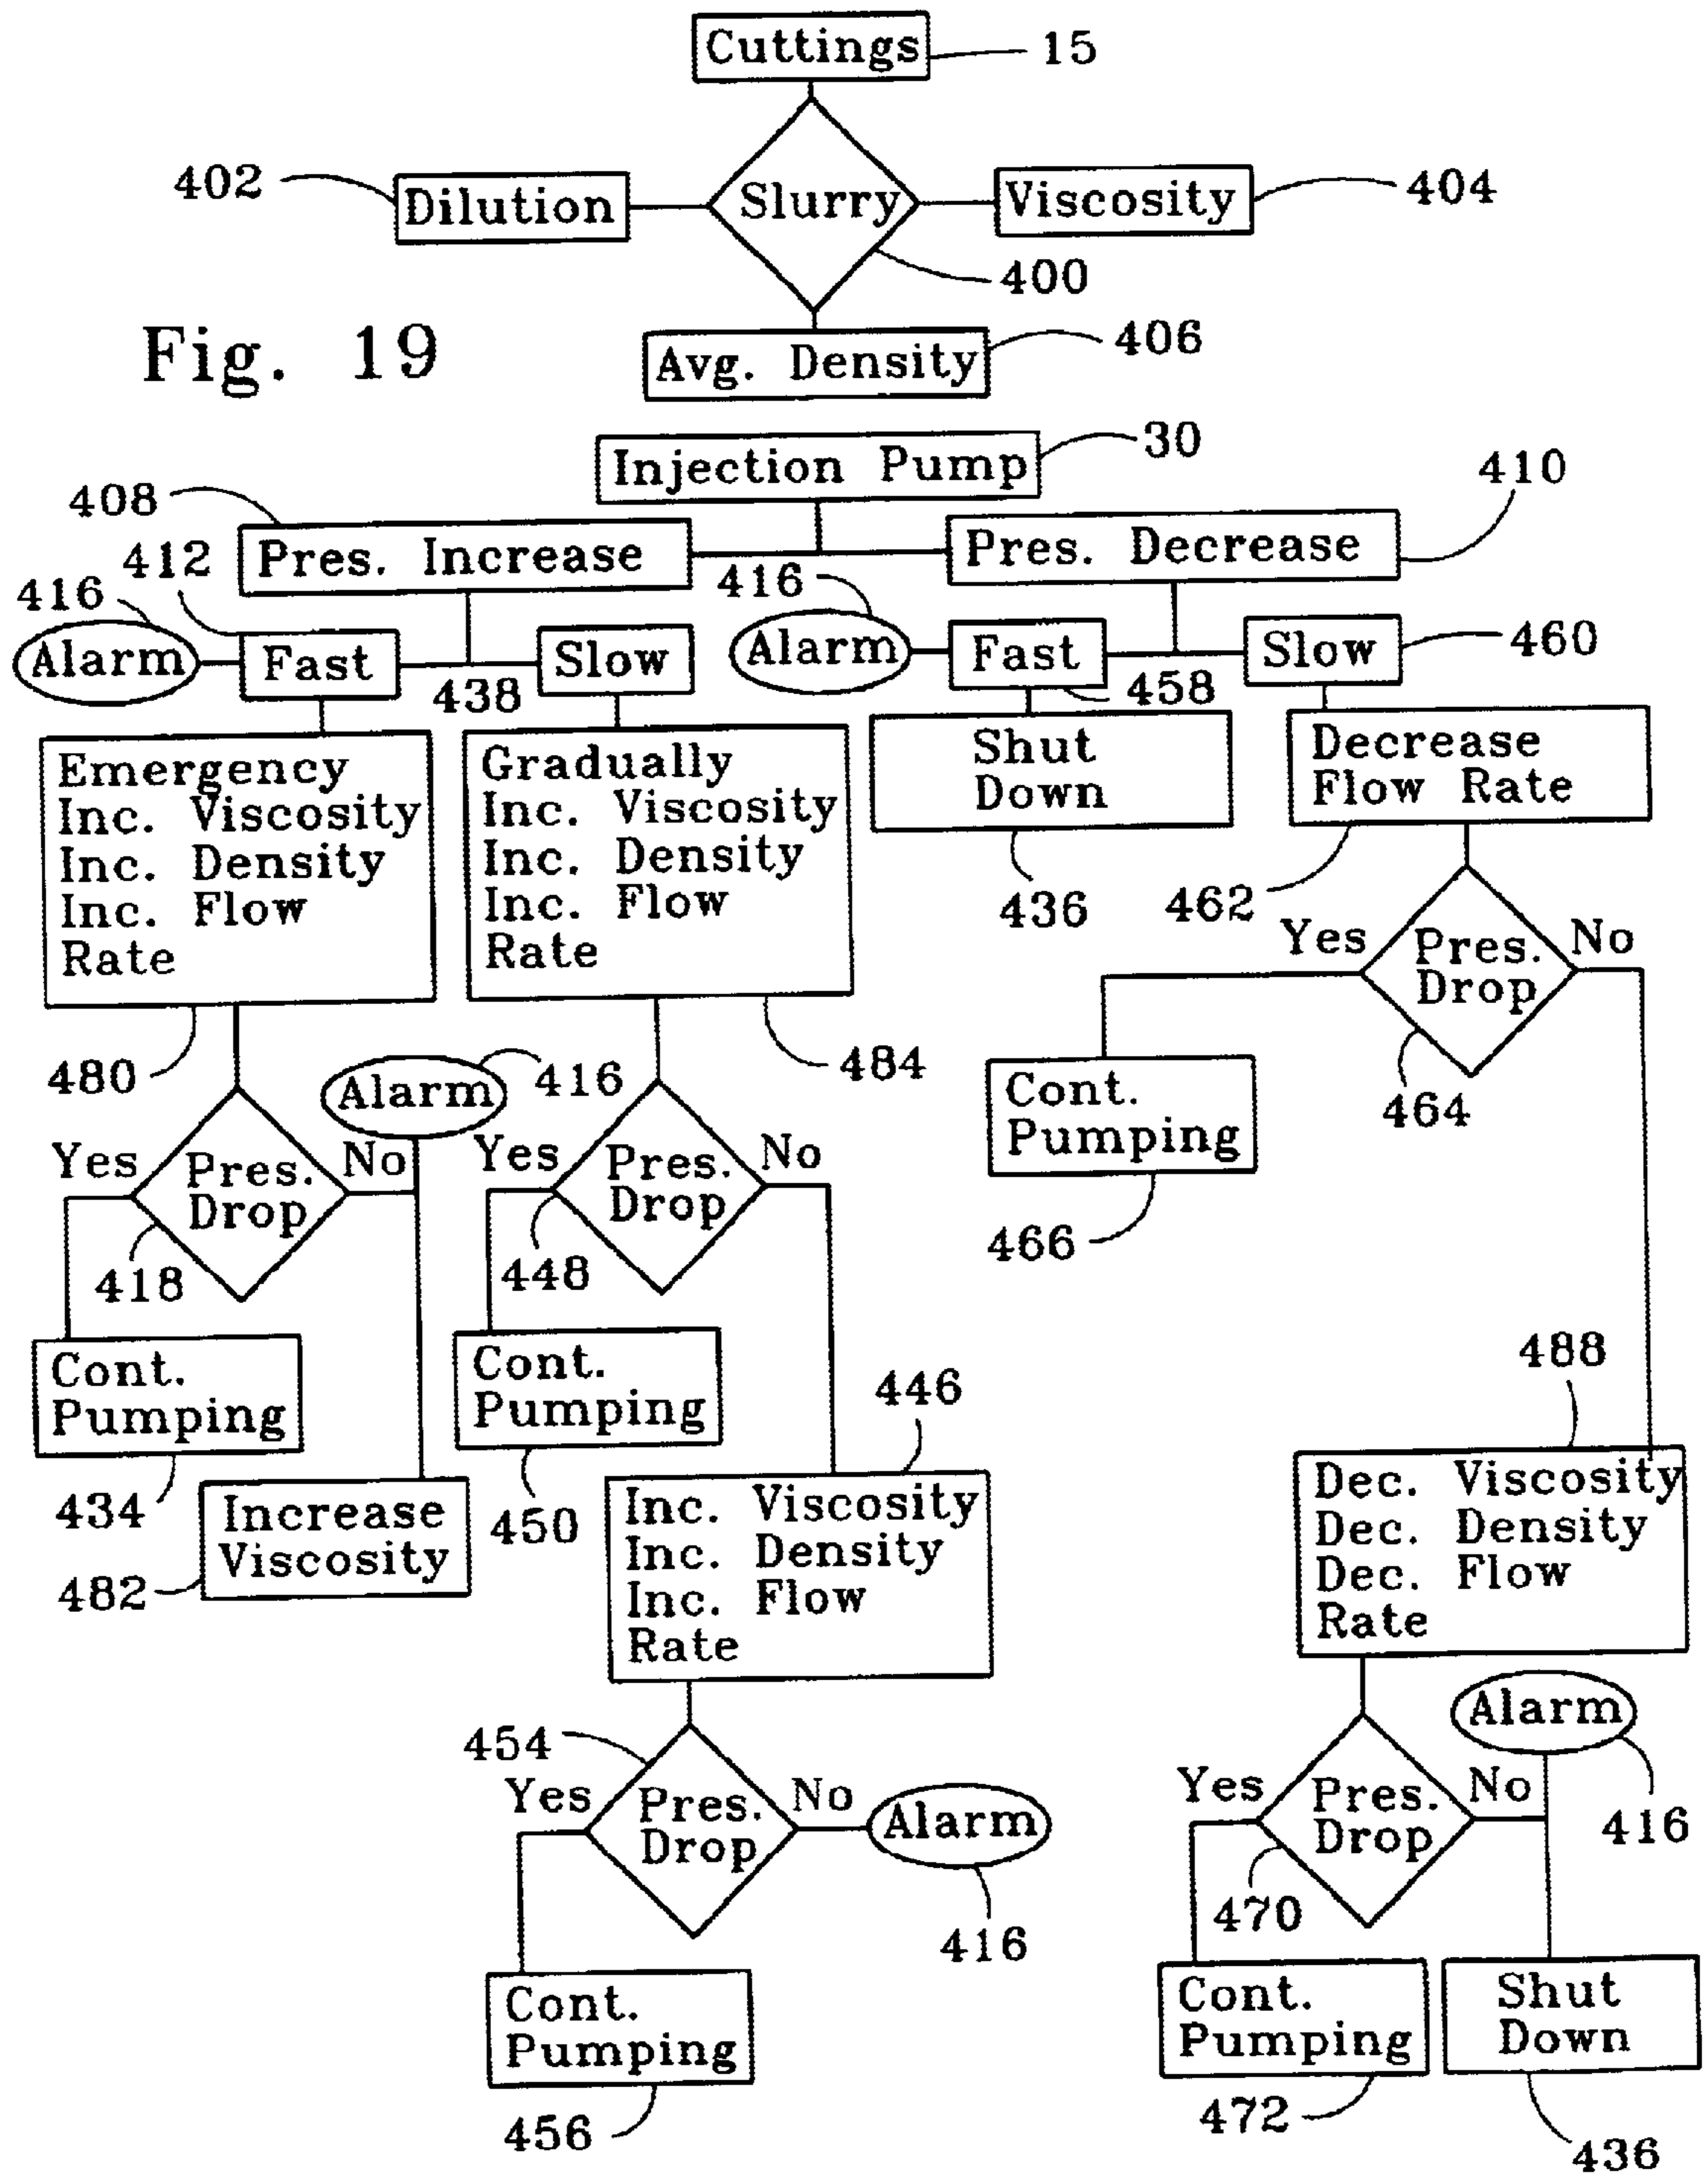 Cuttings
15
402
Dilution
Slurry
Viscosity
404
400
Fig. 19
Avg. Density
406
Injection Pump
30
408
Pres. Increase
Pres. Decrease
410
412
416
Alarm
Fast
438
Slow
416
Alarm
Fast
458
Slow
460
Emergency
Inc. Viscosity
Inc. Density
Inc. Flow
Rate
480
Gradually
Inc. Viscosity
Inc. Density
Inc. Flow
Rate
484
Shut
Down
436
Decrease
Flow Rate
462
Yes
Pres.
Drop
No
464
Cont.
Pumping
466
Alarm
416
Yes
Pres.
Drop
No
418
Yes
Pres.
Drop
No
448
Cont.
Pumping
434
Increase
Viscosity
482
Cont.
Pumping
450
446
Inc. Viscosity
Inc. Density
Inc. Flow
Rate
488
Dec. Viscosity
Dec. Density
Dec. Flow
Rate
454
Yes
Pres.
Drop
No
Alarm
416
Cont.
Pumping
456
Alarm
416
Yes
Pres.
Drop
No
470
Cont.
Pumping
472
Shut
Down
436